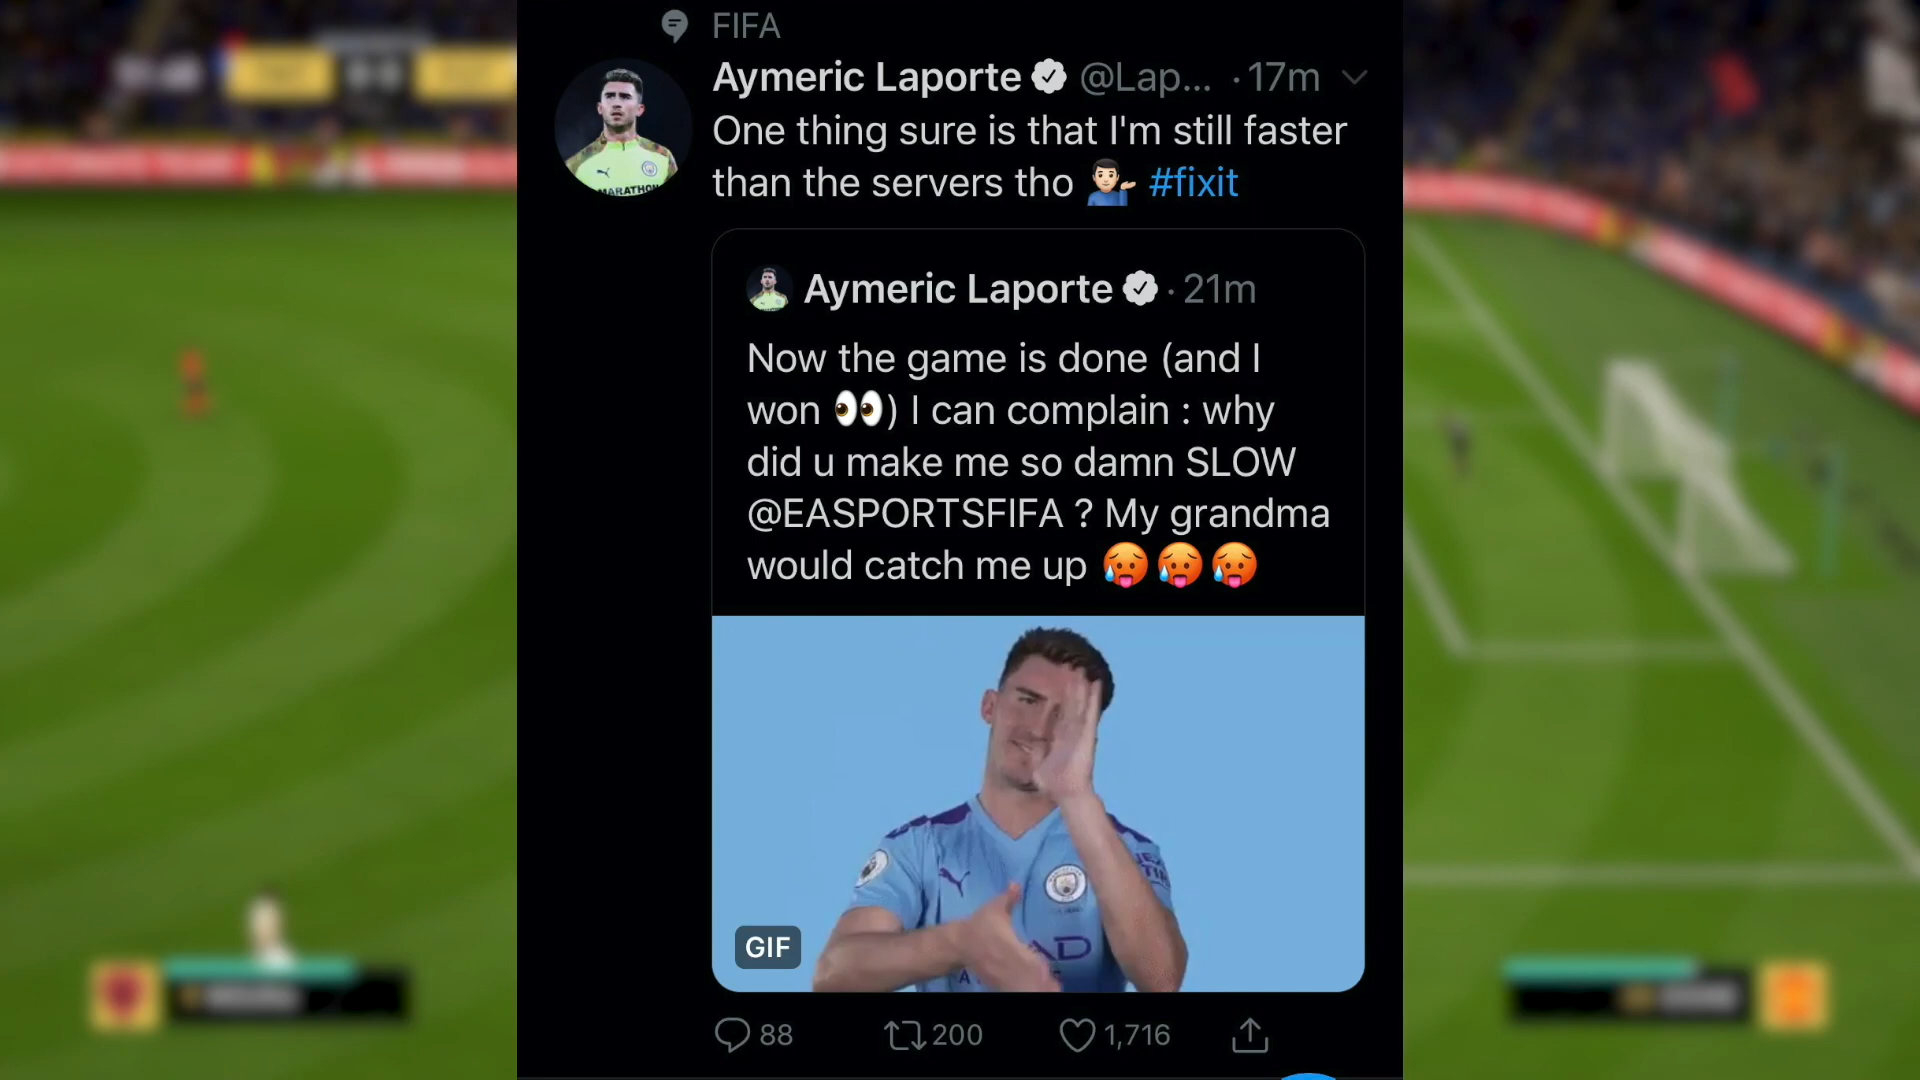 FIFA
Aymeric Laporte @Lap... · 17m
One thing sure is that I'm still faster
than the servers tho 💁🏻‍♂️ #fixit
MARATHON
Aymeric Laporte · 21m
Now the game is done (and I
won 👀) I can complain : why
did u make me so damn SLOW
@EASPORTSFIFA ? My grandma
would catch me up 🥵🥵🥵
GIF
88 200 1,716